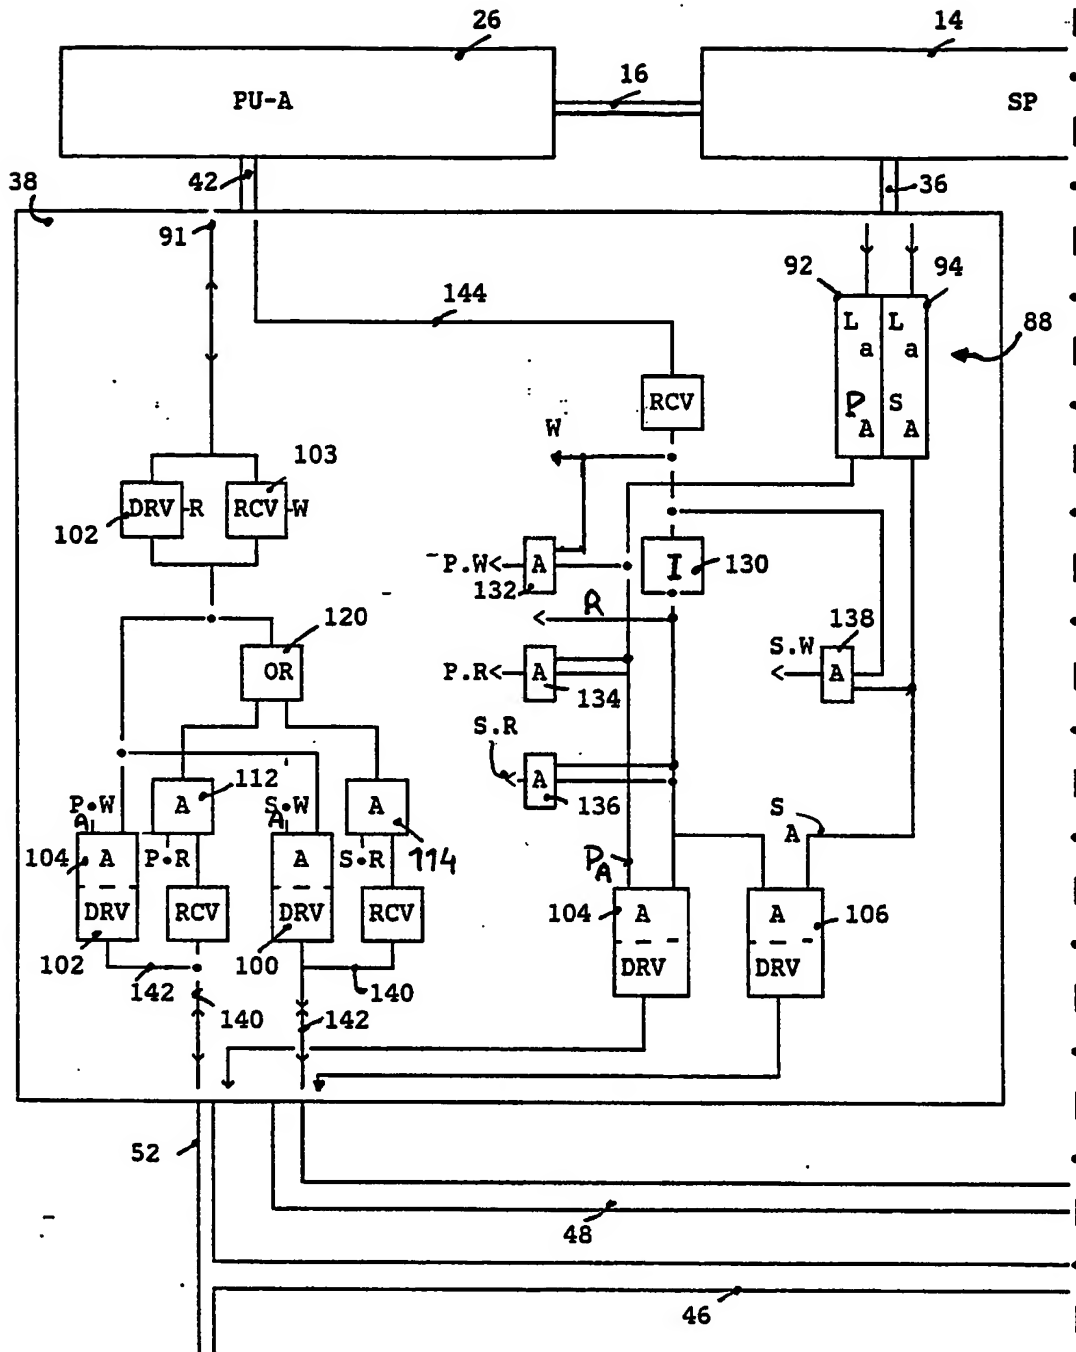 26
14
PU-A
16
SP
38
42
36
91
92
94
144
L
a
P
A
L
a
S
A
88
RCV
W
103
DRV
R
RCV
W
102
P.W
A
132
I
130
R
120
OR
138
S.W
A
P.R
A
134
S.R
A
136
112
P•W
A
A
S•W
A
A
S
A
104
A
P•R
A
S•R
114
P
A
DRV
RCV
DRV
RCV
104
A
A
106
102
100
DRV
DRV
142
140
140
142
52
48
46